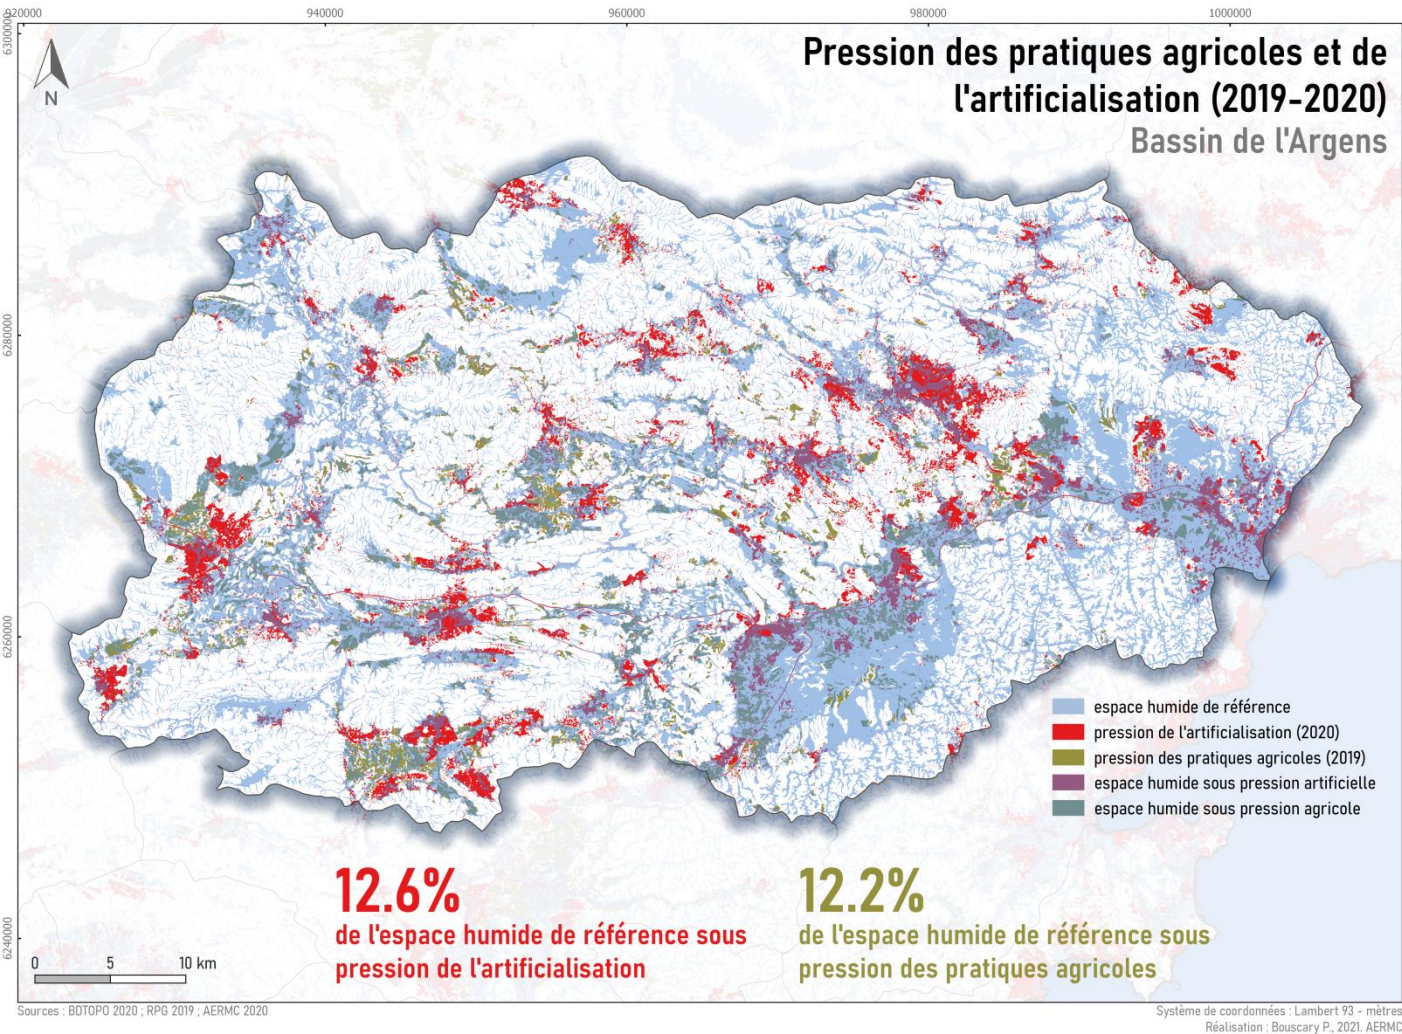 920000
940000
960000
980000
1000000
6300000
N
Pression des pratiques agricoles et de
l'artificialisation (2019-2020)
Bassin de l'Argens
6280000
6260000
6240000
espace humide de référence
pression de l'artificialisation (2020)
pression des pratiques agricoles (2019)
espace humide sous pression artificielle
espace humide sous pression agricole
12.6%
de l'espace humide de référence sous
pression de l'artificialisation
12.2%
de l'espace humide de référence sous
pression des pratiques agricoles
0 5 10 km
Sources : BDTOPO 2020 ; RPG 2019 ; AERMC 2020
Système de coordonnées : Lambert 93 - mètres
Réalisation : Bouscary P., 2021. AERMC